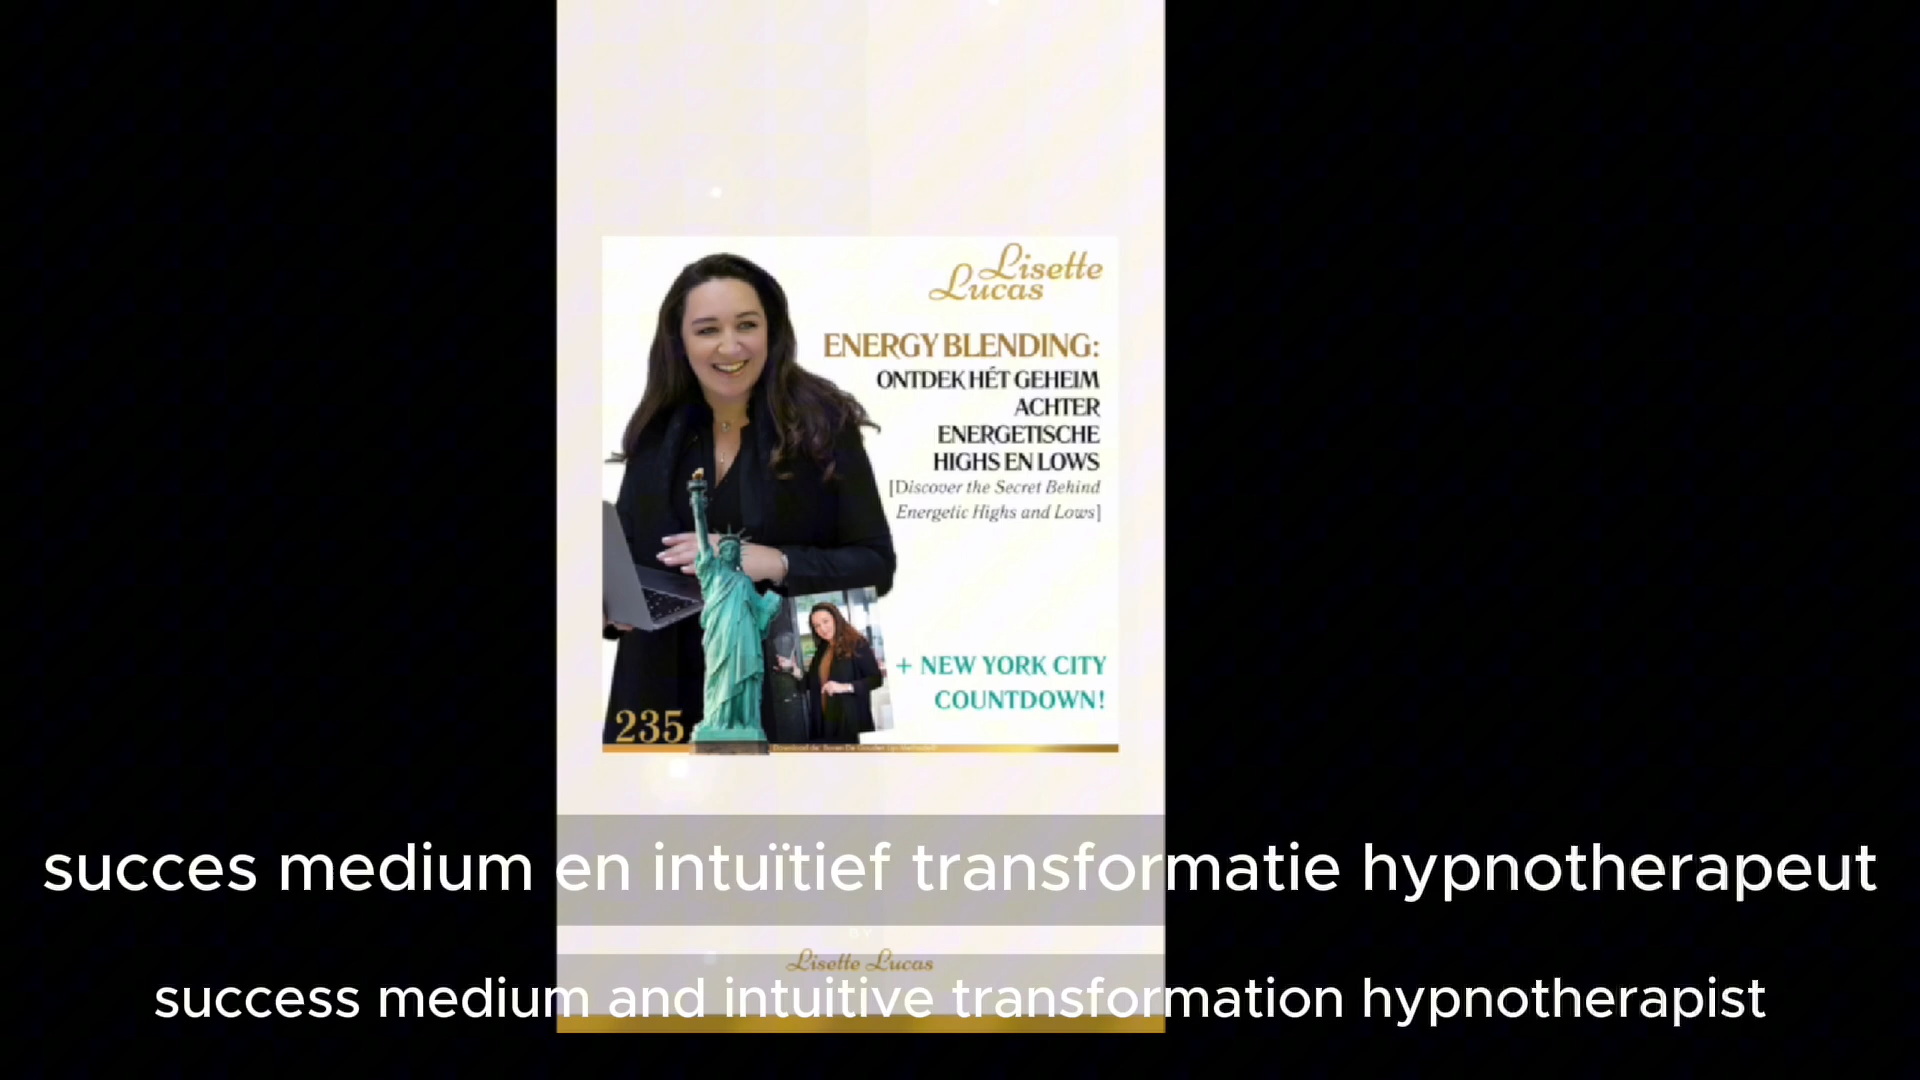 Lisette
Lucas
ENERGY BLENDING:
ONTDEK HÉT GEHEIM
ACHTER
ENERGETISCHE
HIGHS EN LOWS
[Discover the Secret Behind
Energetic Highs and Lows]
+ NEW YORK CITY
COUNTDOWN!
235
succes medium en intuïtief transformatie hypnotherapeut
BY
Lisette Lucas
success medium and intuitive transformation hypnotherapist